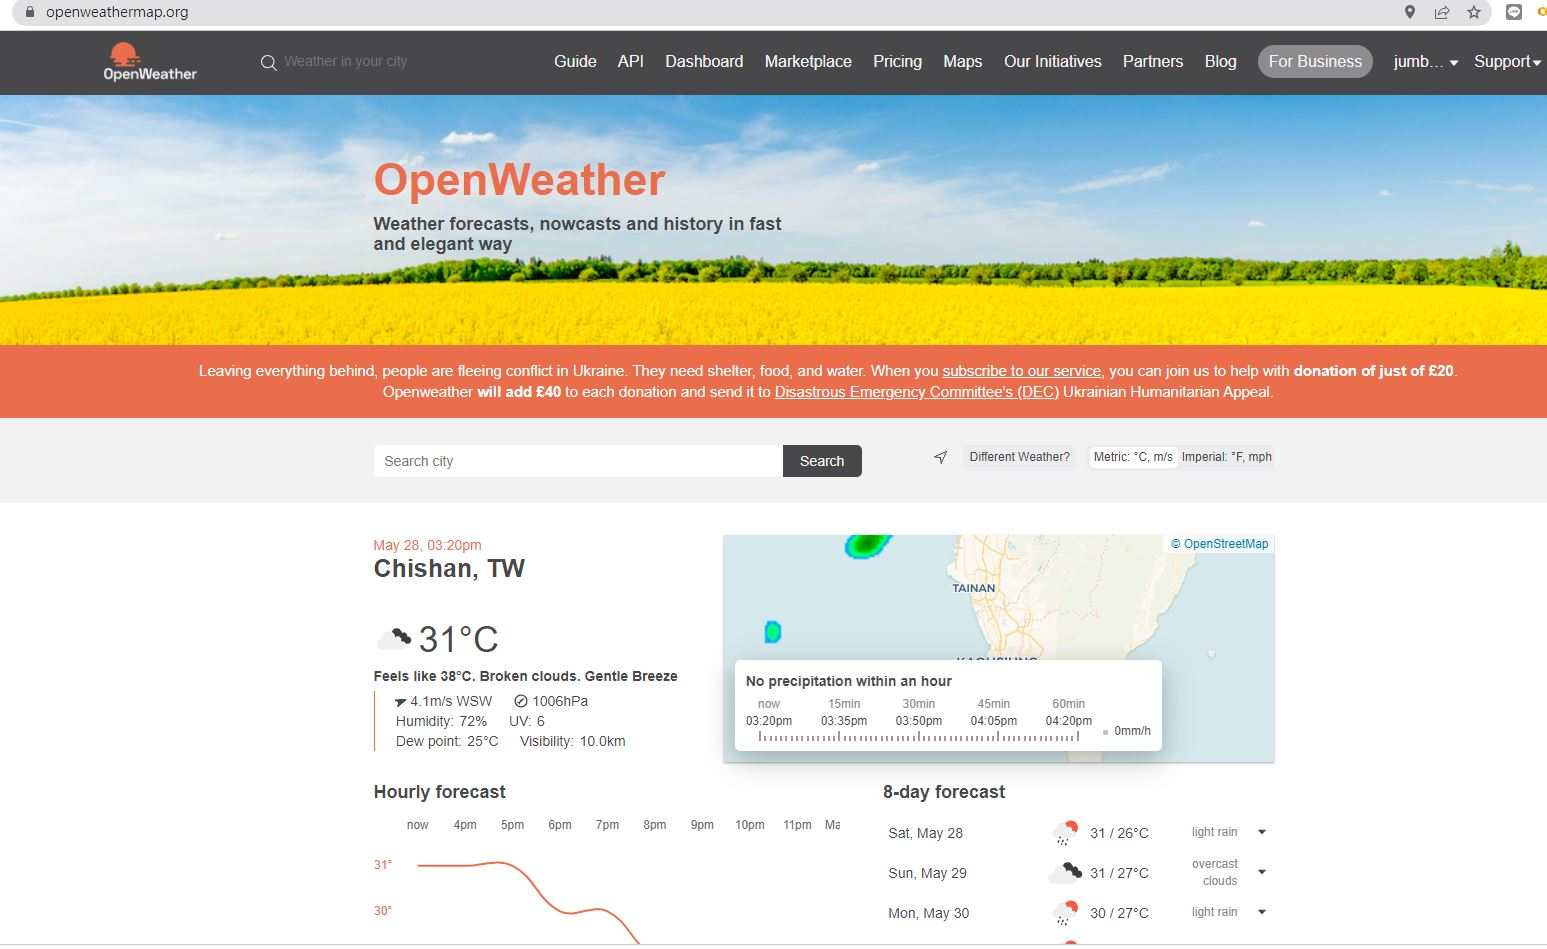 openweathermap.org
OpenWeather
Weather in your city
Guide API Dashboard Marketplace Pricing Maps Our Initiatives Partners Blog For Business jumb... Support
OpenWeather
Weather forecasts, nowcasts and history in fast
and elegant way
Leaving everything behind, people are fleeing conflict in Ukraine. They need shelter, food, and water. When you subscribe to our service, you can join us to help with donation of just of £20.
Openweather will add £40 to each donation and send it to Disastrous Emergency Committee's (DEC) Ukrainian Humanitarian Appeal.
Search city
Search
Different Weather?
Metric: °C, m/s Imperial: °F, mph
May 28, 03:20pm
Chishan, TW
31°C
Feels like 38°C. Broken clouds. Gentle Breeze
4.1m/s WSW 1006hPa
Humidity: 72% UV: 6
Dew point: 25°C Visibility: 10.0km
© OpenStreetMap
TAINAN
KAOHSIUNG
No precipitation within an hour
now 15min 30min 45min 60min
03:20pm 03:35pm 03:50pm 04:05pm 04:20pm
0mm/h
Hourly forecast
now 4pm 5pm 6pm 7pm 8pm 9pm 10pm 11pm Ma
31°
30°
8-day forecast
Sat, May 28 31 / 26°C light rain
Sun, May 29 31 / 27°C overcast
clouds
Mon, May 30 30 / 27°C light rain